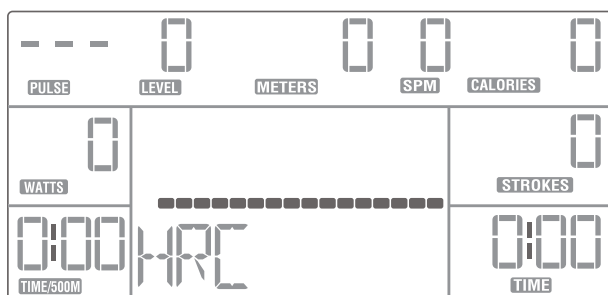 --- 0 0 0 0
PULSE LEVEL METERS SPM CALORIES
0 0
WATTS STROKES
0:00 HRC 0:00
TIME/500M TIME